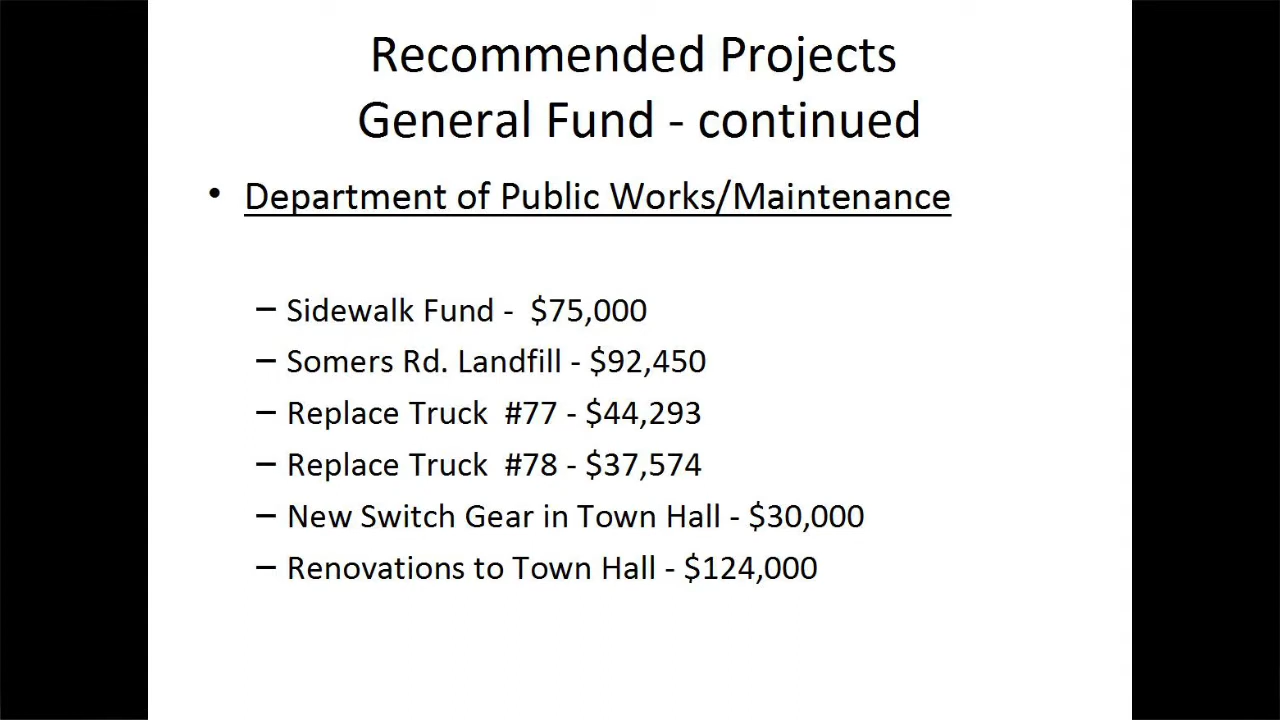 Recommended Projects
General Fund - continued
• Department of Public Works/Maintenance
– Sidewalk Fund -  $75,000
– Somers Rd. Landfill - $92,450
– Replace Truck  #77 - $44,293
– Replace Truck  #78 - $37,574
– New Switch Gear in Town Hall - $30,000
– Renovations to Town Hall - $124,000